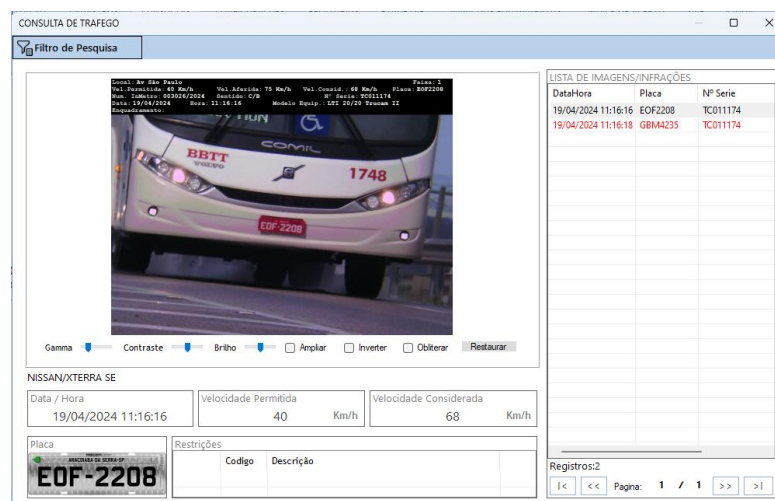 CONSULTA DE TRAFEGO
Filtro de Pesquisa
Local: Av São Paulo Faixa: 1
Vel.Permitida: 40 Km/h Vel.Aferida: 75 Km/h Vel.Consid.: 68 Km/h Placa: EOF2208
Num. InMetro: 003026/2024 Sentido: C/B Nº Serie: TC011174
Data: 19/04/2024 Hora: 11:16:16 Modelo Equip.: LTI 20/20 Trucam II
Enquadramento:
COMIL
BBTT
VOLVO
1748
EOF-2208
Gamma Contraste Brilho Ampliar Inverter Obliterar Restaurar
NISSAN/XTERRA SE
Data / Hora Velocidade Permitida Velocidade Considerada
19/04/2024 11:16:16 40 Km/h 68 Km/h
Placa Restrições
Codigo Descrição
EOF-2208
LISTA DE IMAGENS/INFRAÇÕES
DataHora Placa Nº Serie
19/04/2024 11:16:16 EOF2208 TC011174
19/04/2024 11:16:18 GBM4235 TC011174
Registros:2
|< << Pagina: 1 / 1 >> >|